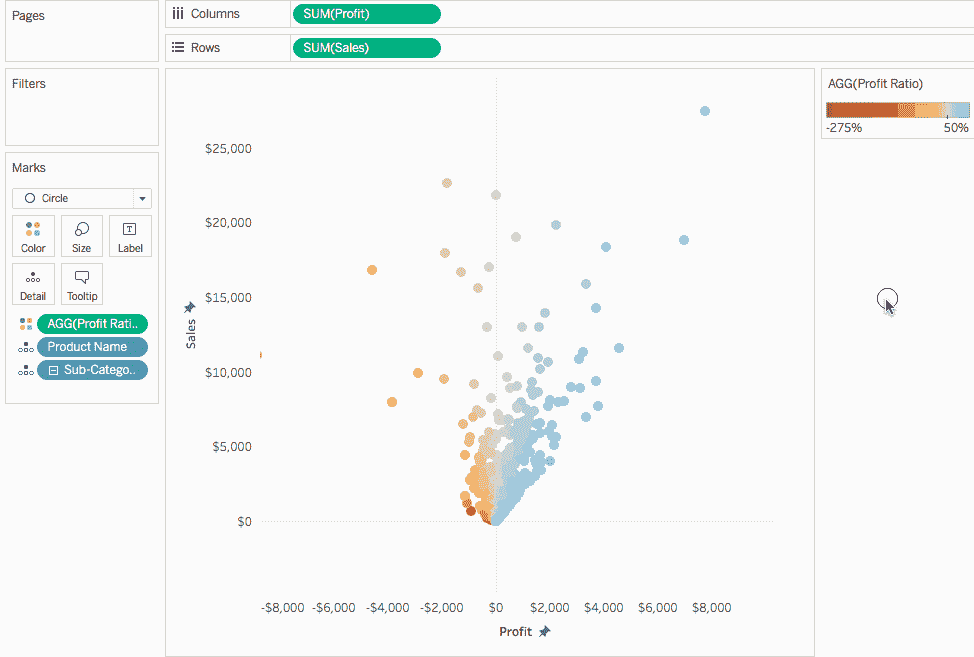 Pages
Columns
SUM(Profit)
Rows
SUM(Sales)
Filters
Marks
Circle
Color
Size
Label
Detail
Tooltip
AGG(Profit Rati..
Product Name
Sub-Catego..
Sales
$25,000
$20,000
$15,000
$10,000
$5,000
$0
-$8,000 -$6,000 -$4,000 -$2,000 $0 $2,000 $4,000 $6,000 $8,000
Profit
AGG(Profit Ratio)
-275% 50%